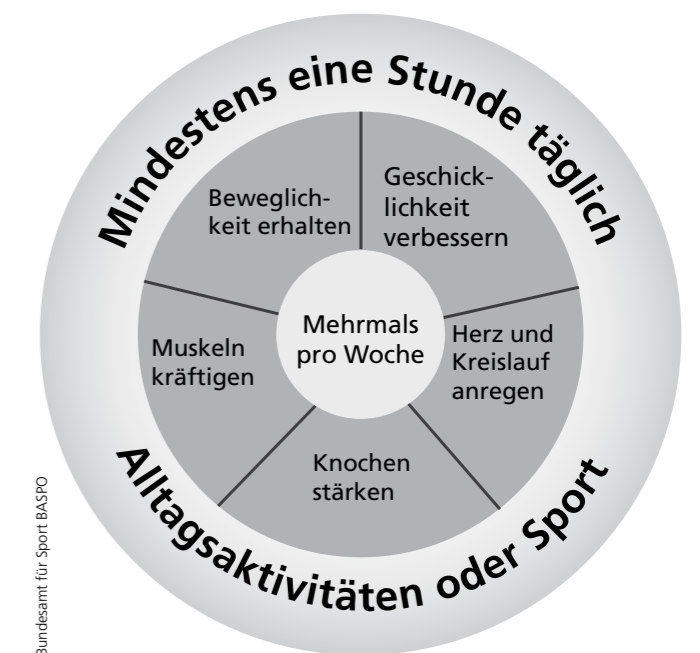 Mindestens eine Stunde täglich
Geschick-
lichkeit
verbessern
Beweglich-
keit erhalten
Mehrmals
pro Woche
Herz und
Kreislauf
anregen
Muskeln
kräftigen
Knochen
stärken
Alltagsaktivitäten oder Sport
Bundesamt für Sport BASPO